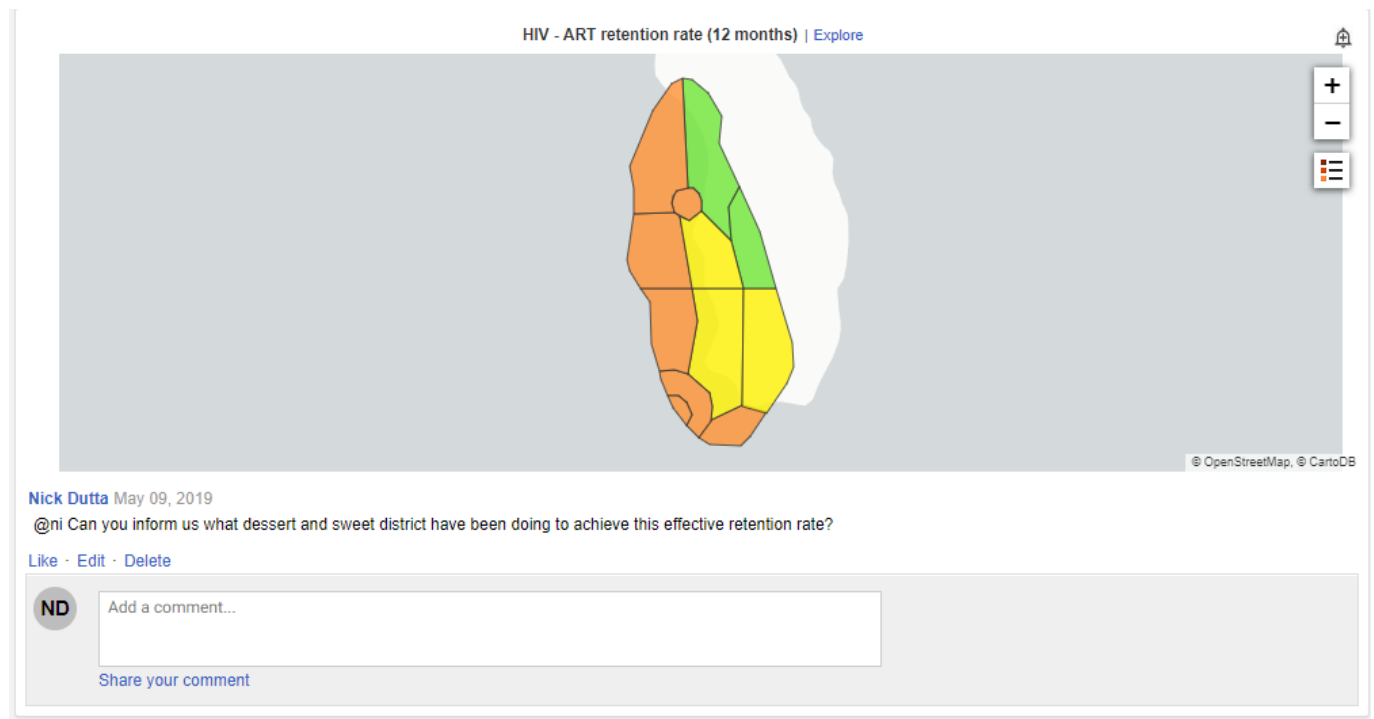 HIV - ART retention rate (12 months) | Explore
+
−
© OpenStreetMap, © CartoDB
Nick Dutta May 09, 2019
@ni Can you inform us what dessert and sweet district have been doing to achieve this effective retention rate?
Like · Edit · Delete
ND
Add a comment...
Share your comment